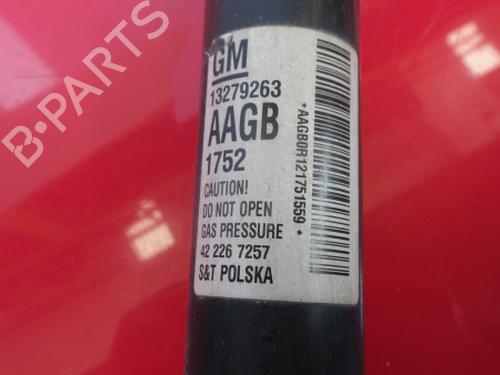 GM
13279263
AAGB
1752
CAUTION!
DO NOT OPEN
GAS PRESSURE
42 226 7257
S&T POLSKA
*AAGB0R121751559*
B-PARTS